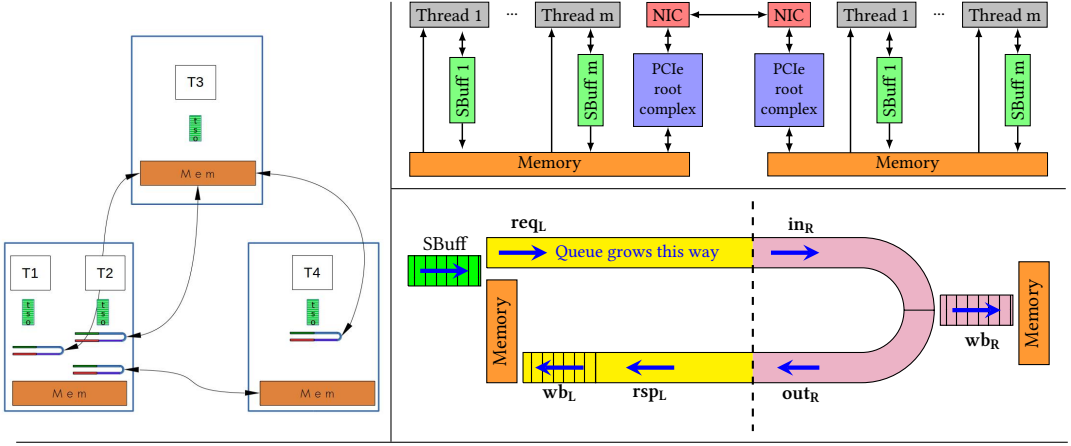 T3
t s o
Mem
T1
T2
t s o
t s o
Mem
T4
t s o
Mem
Thread 1
...
Thread m
NIC
NIC
Thread 1
...
Thread m
SBuff 1
SBuff m
PCIe
root
complex
PCIe
root
complex
SBuff 1
SBuff m
Memory
Memory
reqL
inR
SBuff
Queue grows this way
Memory
Memory
wbR
wbL
rspL
outR